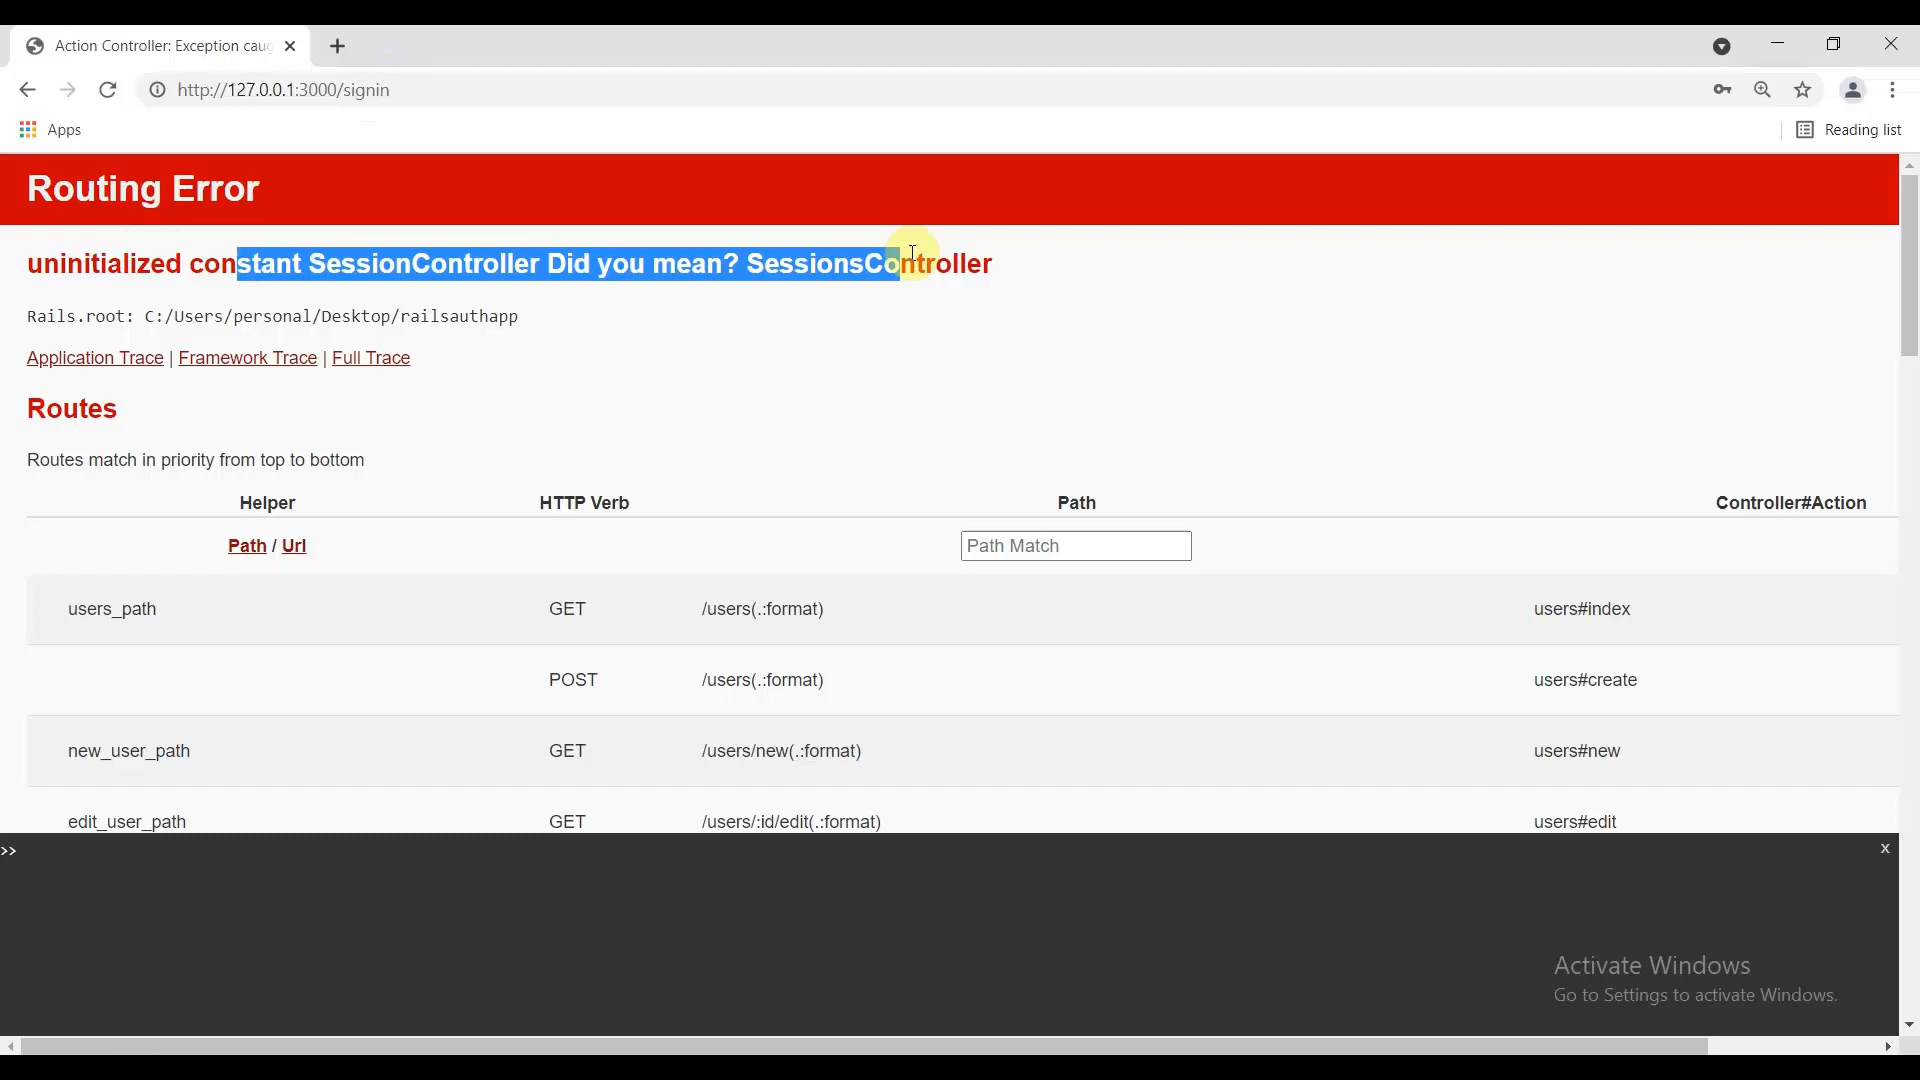 Action Controller: Exception caug
http://127.0.0.1:3000/signin
Apps
Reading list
Routing Error
uninitialized constant SessionController Did you mean? SessionsController
Rails.root: C:/Users/personal/Desktop/railsauthapp
Application Trace | Framework Trace | Full Trace
Routes
Routes match in priority from top to bottom
Helper HTTP Verb Path Controller#Action
Path / Url Path Match
users_path GET /users(.:format) users#index
POST /users(.:format) users#create
new_user_path GET /users/new(.:format) users#new
edit_user_path GET /users/:id/edit(.:format) users#edit
>> x
Activate Windows
Go to Settings to activate Windows.